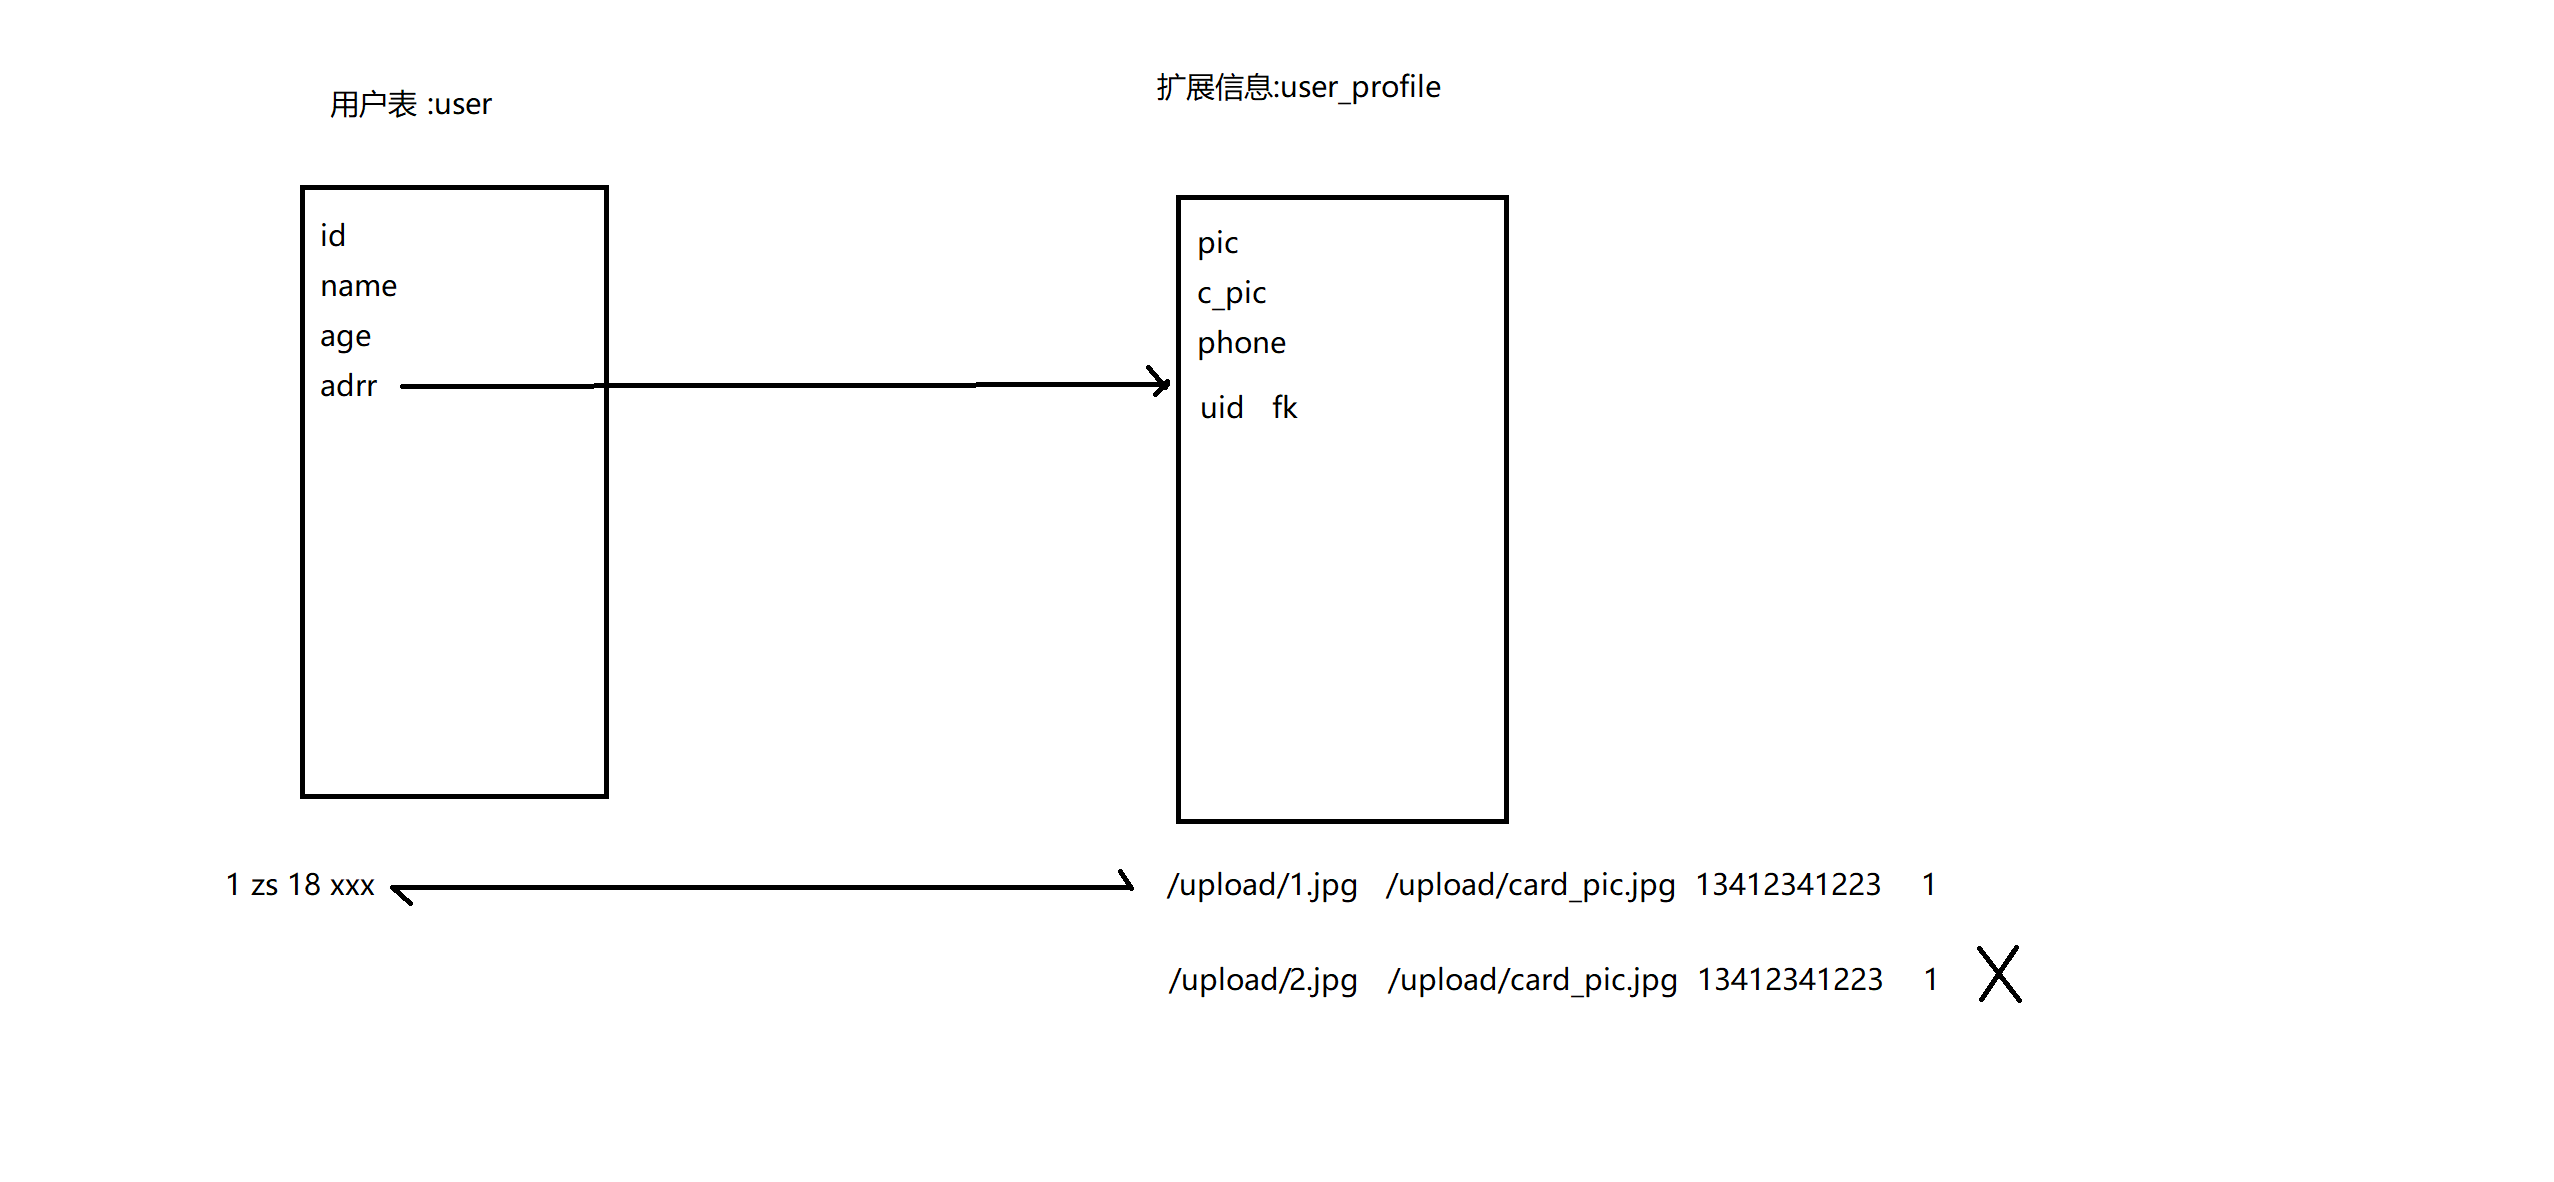 用户表 :user
扩展信息:user_profile
id
name
age
adrr
pic
c_pic
phone
uid fk
1 zs 18 xxx
/upload/1.jpg /upload/card_pic.jpg 13412341223 1
/upload/2.jpg /upload/card_pic.jpg 13412341223 1